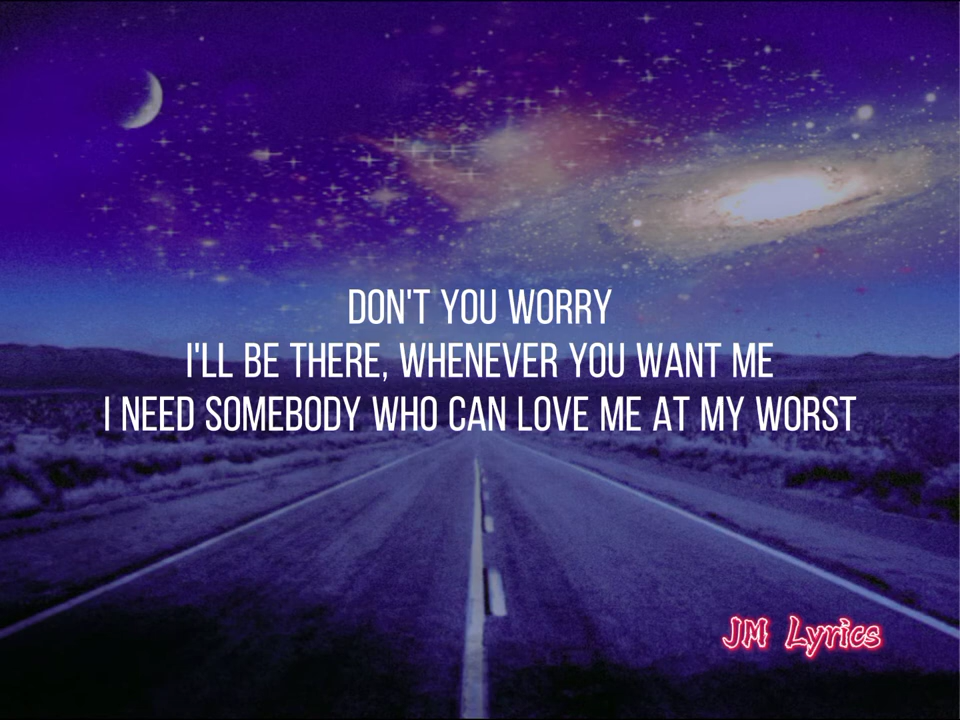 DON'T YOU WORRY
I'LL BE THERE, WHENEVER YOU WANT ME
I NEED SOMEBODY WHO CAN LOVE ME AT MY WORST
JM Lyrics